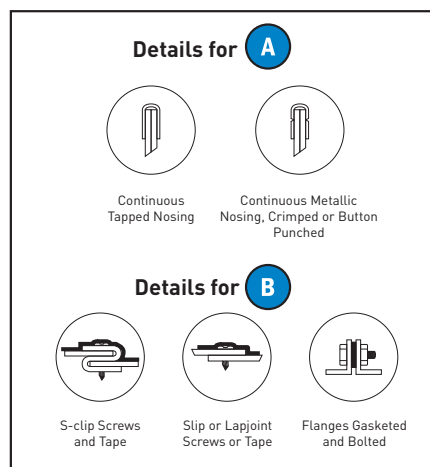 Details for A
Continuous
Tapped Nosing
Continuous Metallic
Nosing, Crimped or Button
Punched
Details for B
S-clip Screws
and Tape
Slip or Lapjoint
Screws or Tape
Flanges Gasketed
and Bolted